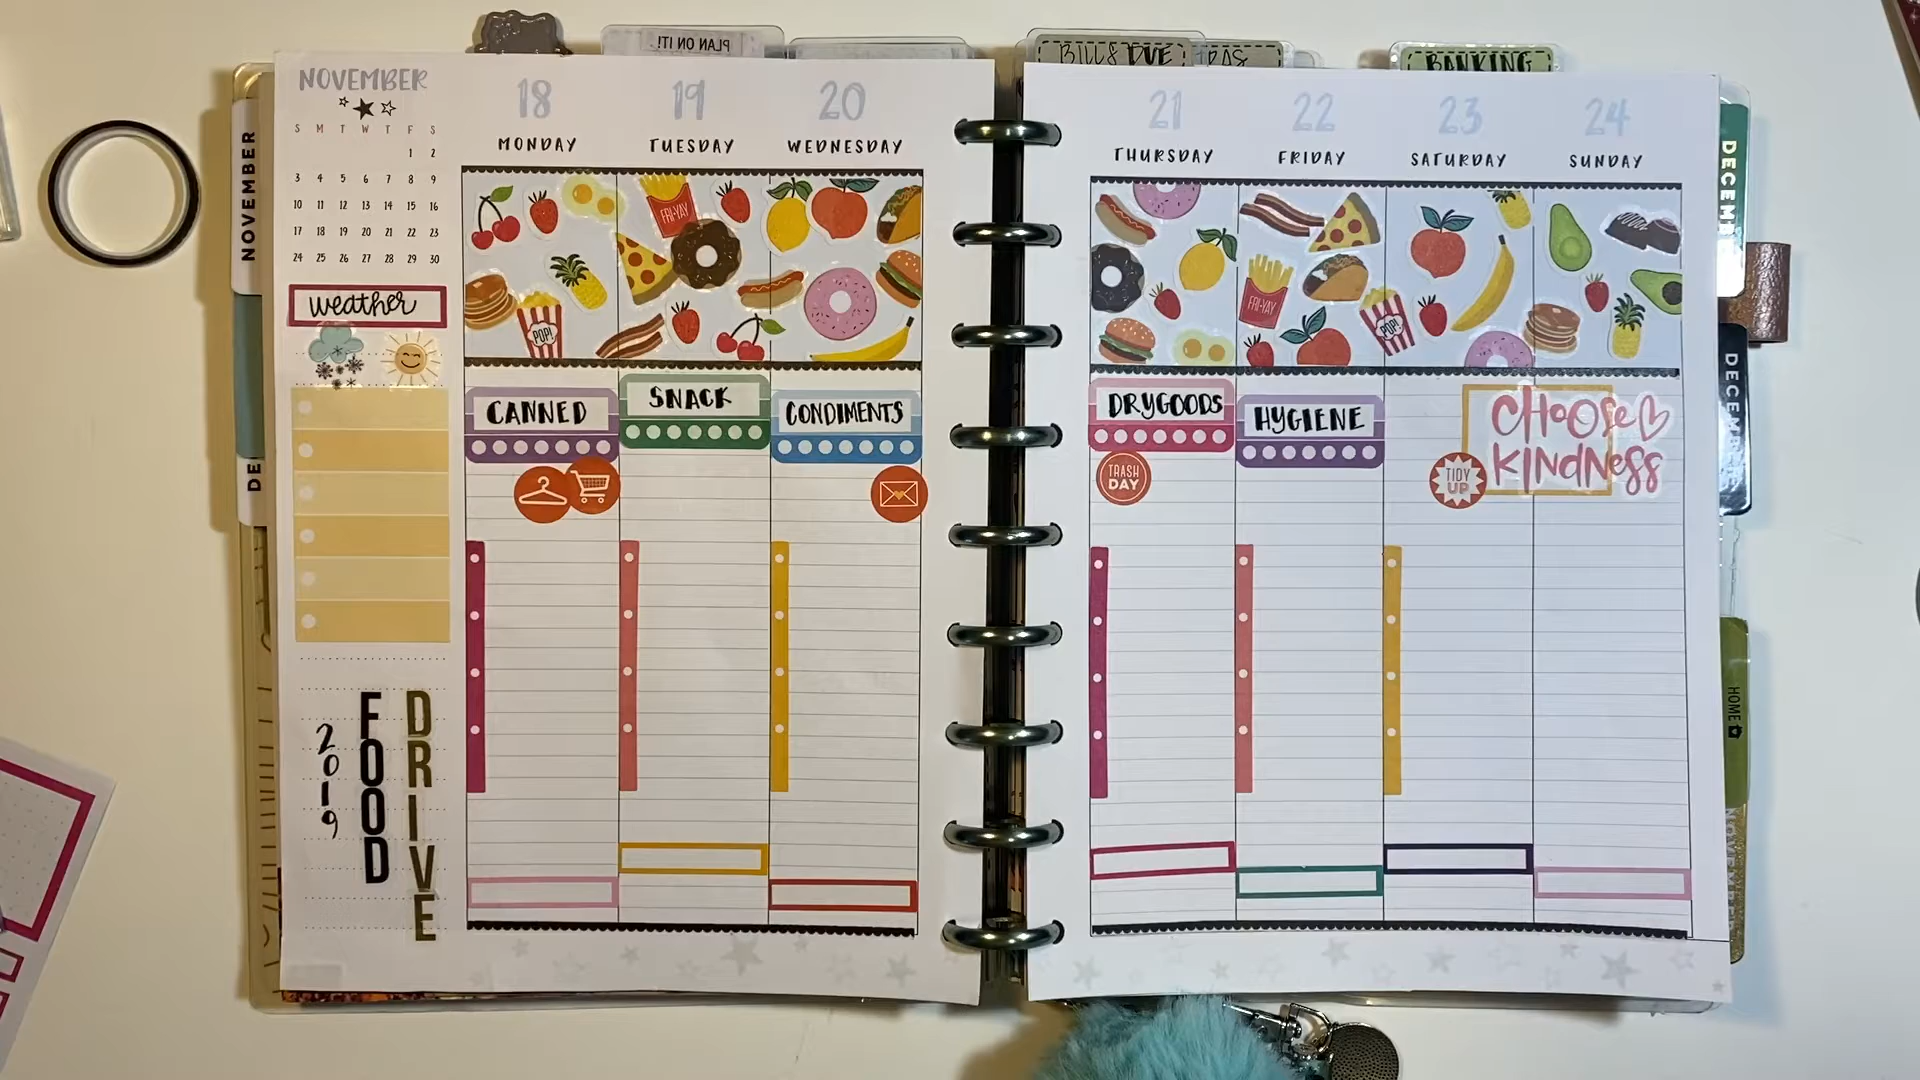 PLAN ON IT!
BILLS DUE
BANKING
NOVEMBER
NOVEMBER
S M T W T F S
1 2
3 4 5 6 7 8 9
10 11 12 13 14 15 16
17 18 19 20 21 22 23
24 25 26 27 28 29 30
weather
2019
FOOD
DRIVE
18 19 20
MONDAY TUESDAY WEDNESDAY
FRI-YAY
POP!
CANNED SNACK CONDIMENTS
21 22 23 24
THURSDAY FRIDAY SATURDAY SUNDAY
FRI-YAY
POP!
DRYGOODS HYGIENE
TRASH
DAY
TIDY
UP
CHOOSE
KINDNESS
DECEMB
DECEMBE
HOME
NOVEMBER